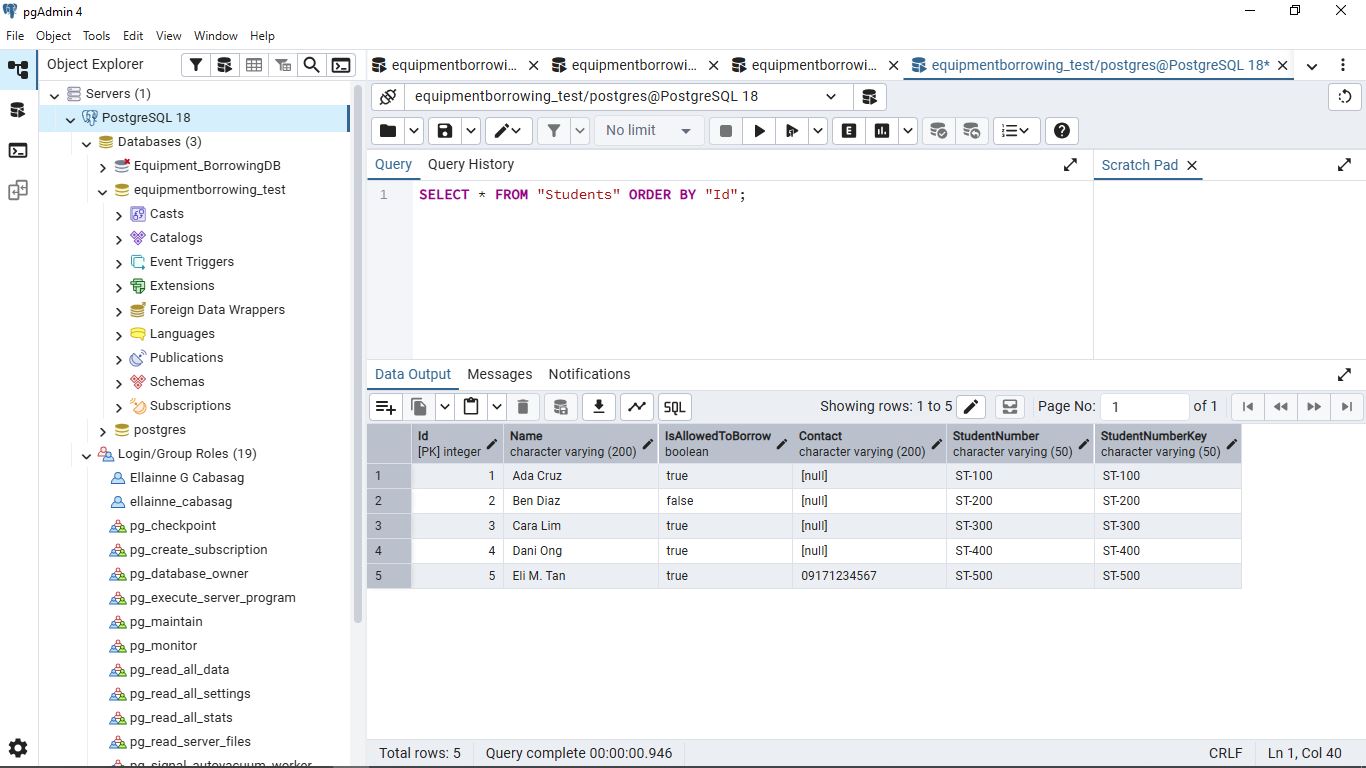 pgAdmin 4
File Object Tools Edit View Window Help
Object Explorer
equipmentborrowi...
equipmentborrowi...
equipmentborrowi...
equipmentborrowing_test/postgres@PostgreSQL 18*
Servers (1)
PostgreSQL 18
Databases (3)
Equipment_BorrowingDB
equipmentborrowing_test
Casts
Catalogs
Event Triggers
Extensions
Foreign Data Wrappers
Languages
Publications
Schemas
Subscriptions
postgres
Login/Group Roles (19)
Ellainne G Cabasag
ellainne_cabasag
pg_checkpoint
pg_create_subscription
pg_database_owner
pg_execute_server_program
pg_maintain
pg_monitor
pg_read_all_data
pg_read_all_settings
pg_read_all_stats
pg_read_server_files
pg_signal_autovacuum_worker
equipmentborrowing_test/postgres@PostgreSQL 18
No limit
E
Query Query History
Scratch Pad
1 SELECT * FROM "Students" ORDER BY "Id";
Data Output Messages Notifications
SQL
Showing rows: 1 to 5
Page No: 1 of 1
Id Name IsAllowedToBorrow Contact StudentNumber StudentNumberKey
[PK] integer character varying (200) boolean character varying (200) character varying (50) character varying (50)
1 1 Ada Cruz true [null] ST-100 ST-100
2 2 Ben Diaz false [null] ST-200 ST-200
3 3 Cara Lim true [null] ST-300 ST-300
4 4 Dani Ong true [null] ST-400 ST-400
5 5 Eli M. Tan true 09171234567 ST-500 ST-500
Total rows: 5 Query complete 00:00:00.946
CRLF Ln 1, Col 40